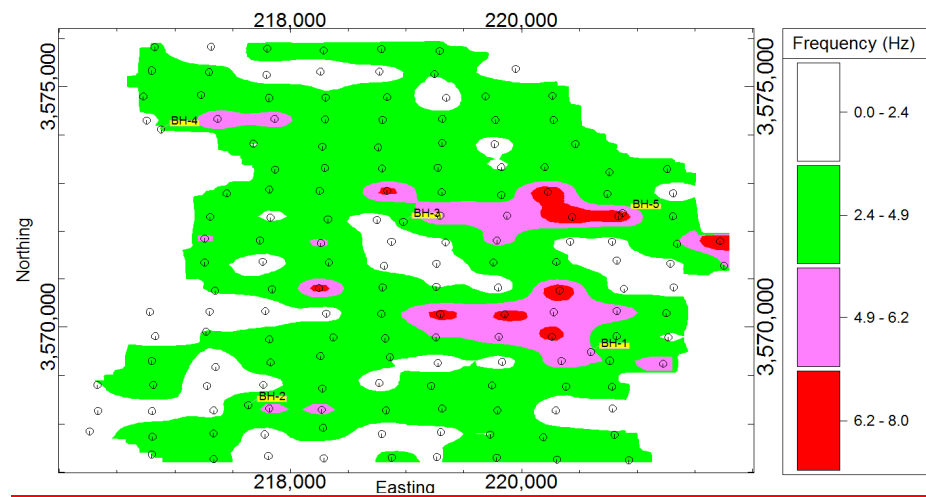 218,000 220,000
Frequency (Hz)
3,575,000 3,575,000
0.0 - 2.4
BH-4
2.4 - 4.9
BH-5
BH-3
Northing
4.9 - 6.2
3,570,000 3,570,000
BH-1
BH-2
6.2 - 8.0
218,000 220,000
Easting